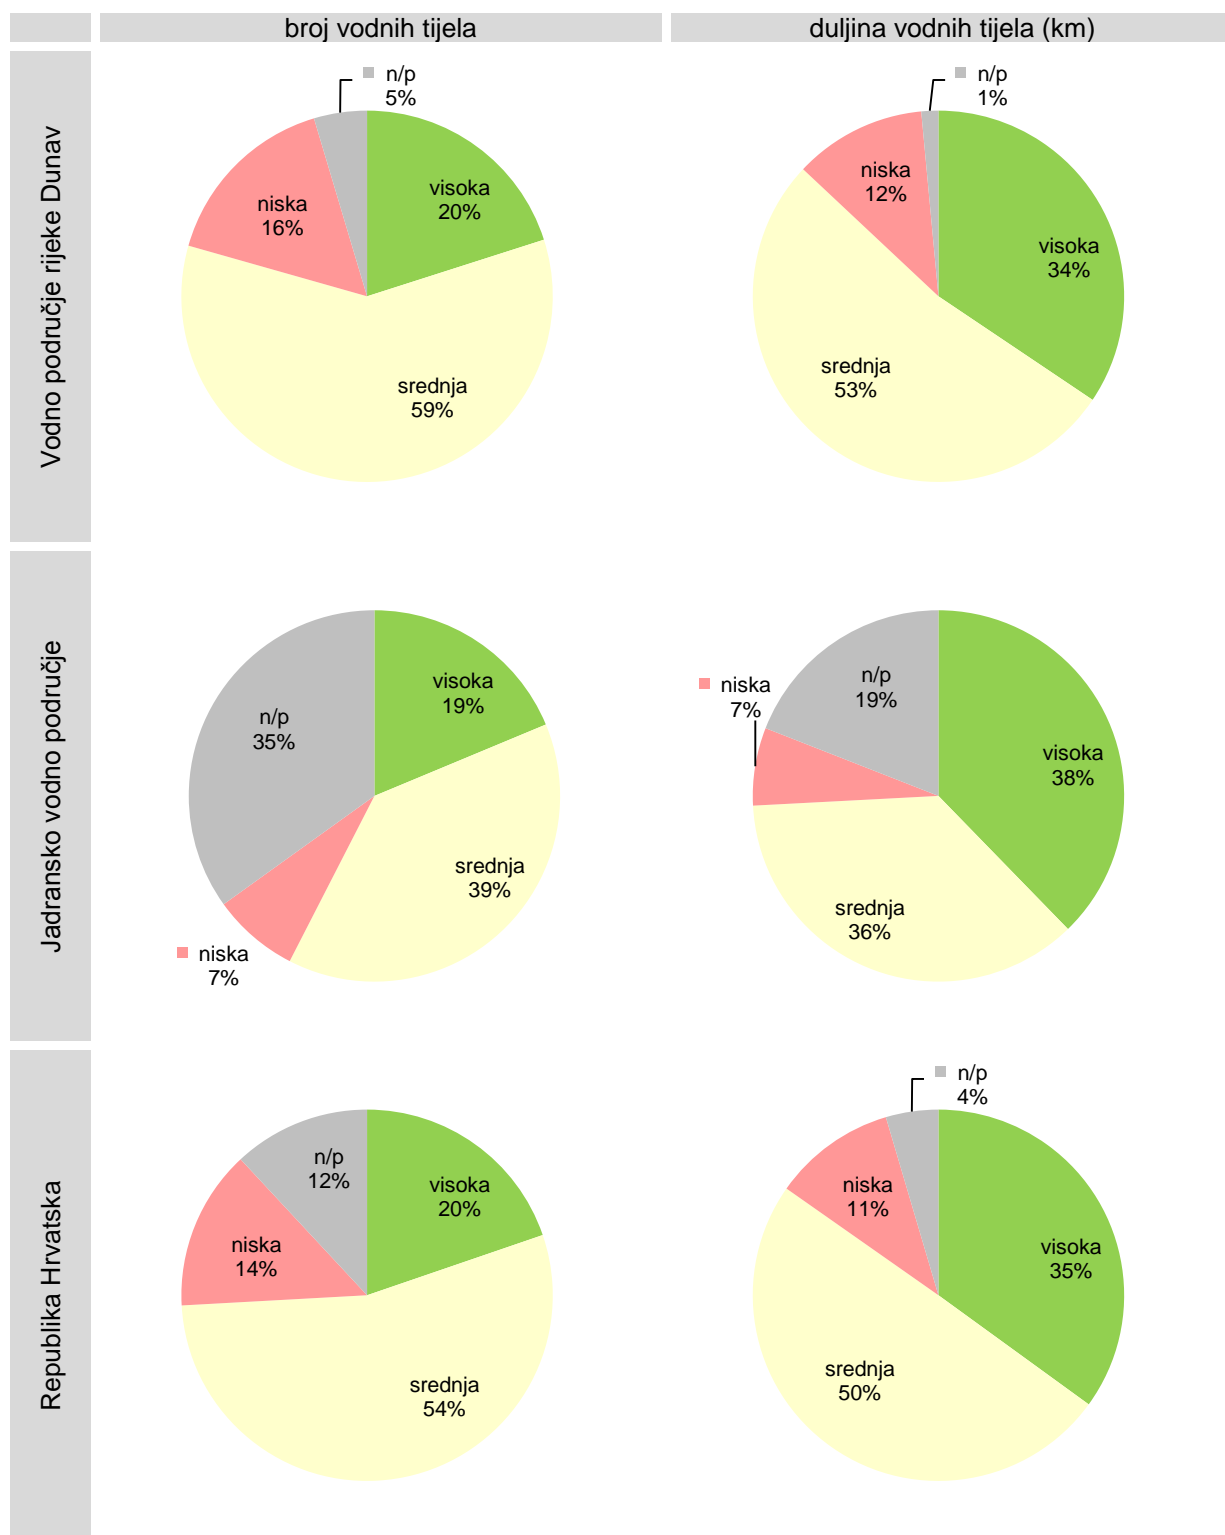 broj vodnih tijela
duljina vodnih tijela (km)
Vodno područje rijeke Dunav
n/p
5%
visoka
20%
niska
16%
srednja
59%
n/p
1%
niska
12%
visoka
34%
srednja
53%
Jadransko vodno područje
visoka
19%
n/p
35%
srednja
39%
niska
7%
niska
7%
n/p
19%
visoka
38%
srednja
36%
Republika Hrvatska
n/p
12%
visoka
20%
niska
14%
srednja
54%
n/p
4%
niska
11%
visoka
35%
srednja
50%